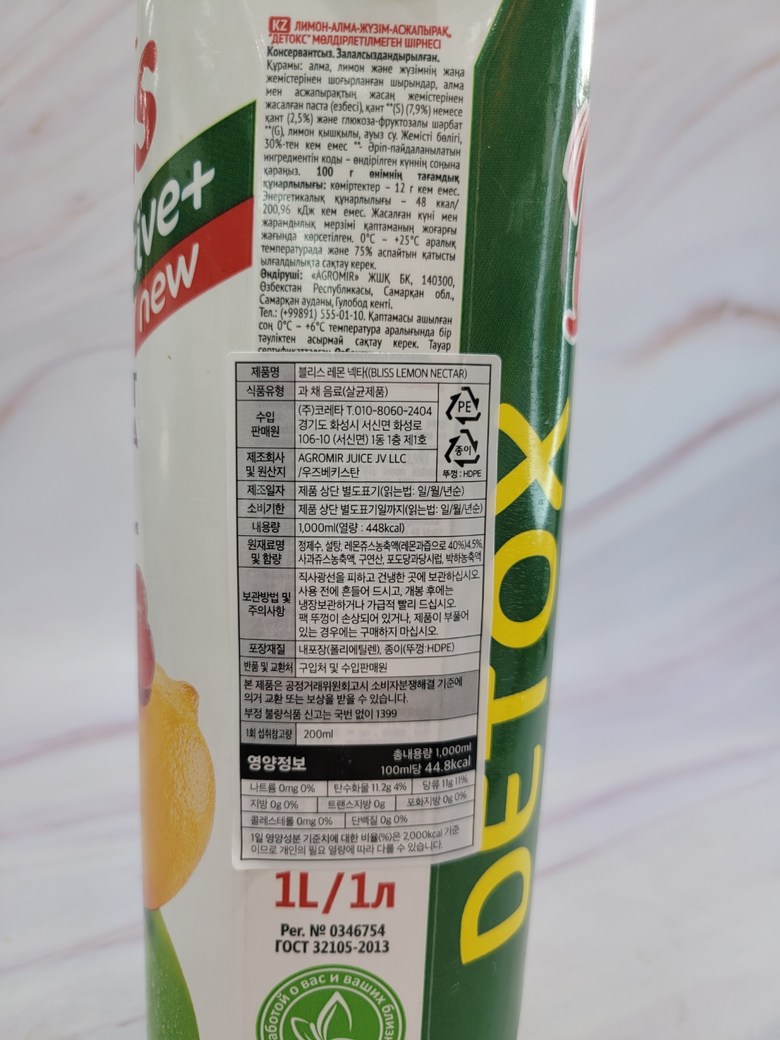 KZ ЛИМОН-АЛМА-ЖҮЗІМ-АСЖАПЫРАҚ,
"ДЕТОКС" МӨЛДІРЛЕТІЛМЕГЕН ШІРНЕСІ
Консервантсыз. Залалсыздандырылған.
Құрамы: алма, лимон және жүзімнің жаңа
жемістерінен шоғырланған шырындар, алма
мен асжапырақтың жасаң жемістерінен
жасалған паста (езбесі), қант **(S) (7,9%) немесе
қант (2,5%) және глюкоза-фруктозалы шәрбат
**(G), лимон қышқылы, ауыз су. Жемісті бөлігі,
30%-тен кем емес **. Әріп-пайдаланылатын
ингредиентін коды – өндірілген күннің соңына
қараңыз. 100 г өнімнің тағамдық
құнарлылығы: көміртектер – 12 г кем емес.
Энергетикалық құнарлылығы – 48 ккал/
200,96 кДж кем емес. Жасалған күні мен
жарамдылық мерзімі қаптаманың жоғарғы
жағында көрсетілген. 0°C – +25°C аралық
температурада және 75% аспайтын қатысты
ылғалдылықта сақтау керек.
Өндіруші: «AGROMIR» ЖШҚ БК, 140300,
Өзбекстан Республикасы, Самарқан обл.,
Самарқан ауданы, Гулобод кенті.
Тел.: (+99891) 555-01-10. Қаптамасы ашылған
соң 0°C – +6°C температура аралығында бір
тәуліктен асырмай сақтау керек. Тауар
s
ive+
new
제품명 블리스 레몬 넥타((BLISS LEMON NECTAR)
식품유형 과 채 음료(살균제품)
수입
판매원
(주)코레타 T.010-8060-2404
경기도 화성시 서신면 화성로
106-10 (서신면) 1동 1층 제1호
PE
종이
뚜껑 : HDPE
제조회사
및 원산지
AGROMIR JUICE JV LLC
/우즈베키스탄
제조일자 제품 상단 별도표기(읽는법: 일/월/년순)
소비기한 제품 상단 별도표기일까지(읽는법: 일/월/년순)
내용량 1,000ml(열량 : 448kcal)
원재료명
및 함량
정제수, 설탕, 레몬쥬스농축액(레몬과즙으로 40%)4.5%,
사과쥬스농축액, 구연산, 포도당과당시럽, 박하농축액
보관방법 및
주의사항
직사광선을 피하고 건냉한 곳에 보관하십시오.
사용 전에 흔들어 드시고, 개봉 후에는
냉장보관하거나 가급적 빨리 드십시오.
팩 뚜껑이 손상되어 있거나, 제품이 부풀어
있는 경우에는 구매하지 마십시오.
포장재질 내포장(폴리에틸렌), 종이(뚜껑:HDPE)
반품 및 교환처 구입처 및 수입판매원
본 제품은 공정거래위원회고시 소비자분쟁해결 기준에
의거 교환 또는 보상을 받을 수 있습니다.
부정 불량식품 신고는 국번 없이 1399
1회 섭취참고량 200ml
영양정보
총내용량 1,000ml
100ml당 44.8kcal
나트륨 0mg 0% 탄수화물 11.2g 4% 당류 11g 11%
지방 0g 0% 트랜스지방 0g 포화지방 0g 0%
콜레스테롤 0mg 0% 단백질 0g 0%
1일 영양성분 기준치에 대한 비율(%)은 2,000kcal 기준
이므로 개인의 필요 열량에 따라 다를 수 있습니다.
1L/1л
Рег. № 0346754
ГОСТ 32105-2013
о вас и ваших
DETOX